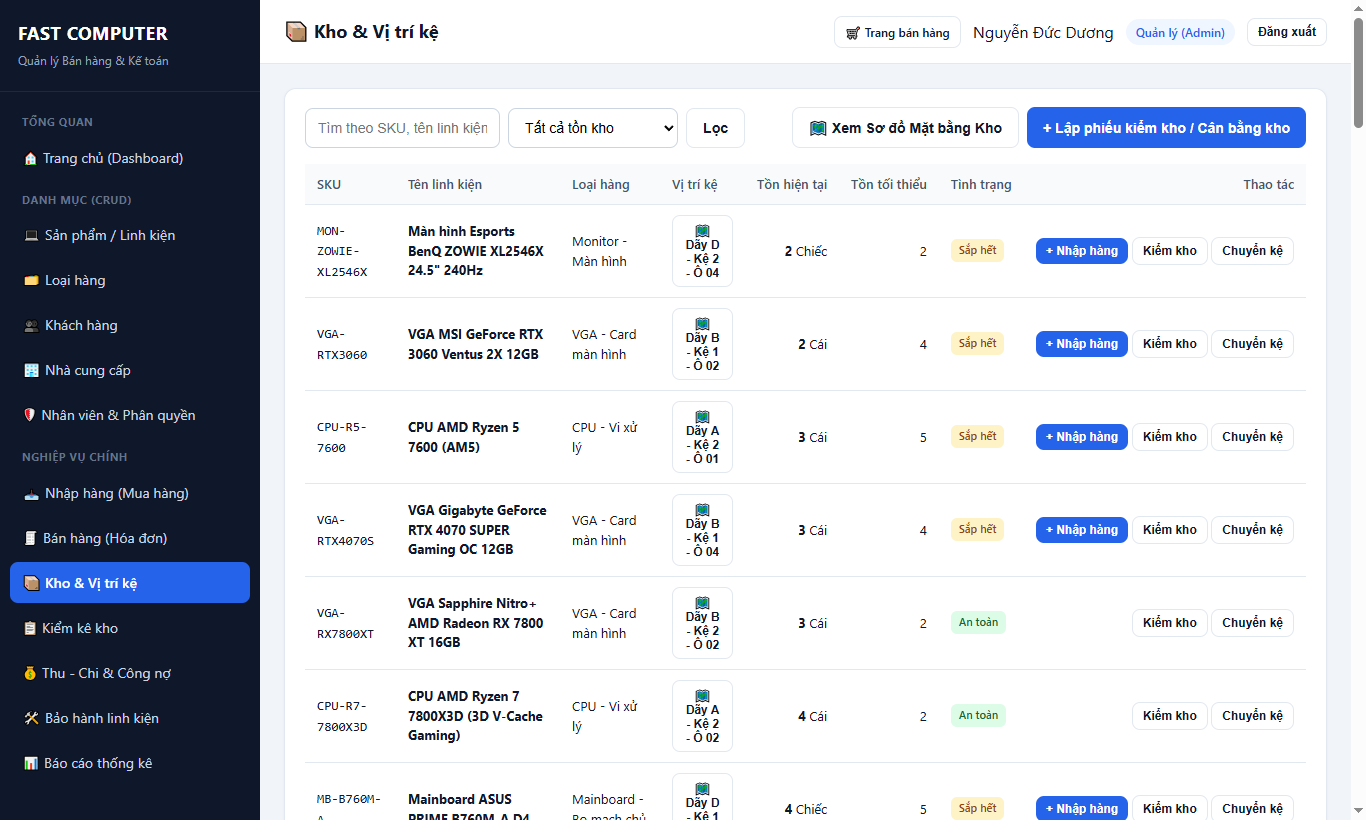 FAST COMPUTER
Quản lý Bán hàng & Kế toán
TỔNG QUAN
Trang chủ (Dashboard)
DANH MỤC (CRUD)
Sản phẩm / Linh kiện
Loại hàng
Khách hàng
Nhà cung cấp
Nhân viên & Phân quyền
NGHIỆP VỤ CHÍNH
Nhập hàng (Mua hàng)
Bán hàng (Hóa đơn)
Kho & Vị trí kệ
Kiểm kê kho
Thu - Chi & Công nợ
Bảo hành linh kiện
Báo cáo thống kê
Kho & Vị trí kệ
Trang bán hàng
Nguyễn Đức Dương
Quản lý (Admin)
Đăng xuất
Tìm theo SKU, tên linh kiện
Tất cả tồn kho
Lọc
Xem Sơ đồ Mặt bằng Kho
+ Lập phiếu kiểm kho / Cân bằng kho
SKU Tên linh kiện Loại hàng Vị trí kệ Tồn hiện tại Tồn tối thiểu Tình trạng Thao tác
MON-
ZOWIE-
XL2546X
Màn hình Esports
BenQ ZOWIE XL2546X
24.5" 240Hz
Monitor -
Màn hình
Dãy D
- Kệ 2
- Ô 04
2 Chiếc
2
Sắp hết
+ Nhập hàng
Kiểm kho
Chuyển kệ
VGA-
RTX3060
VGA MSI GeForce RTX
3060 Ventus 2X 12GB
VGA - Card
màn hình
Dãy B
- Kệ 1
- Ô 02
2 Cái
4
Sắp hết
+ Nhập hàng
Kiểm kho
Chuyển kệ
CPU-R5-
7600
CPU AMD Ryzen 5
7600 (AM5)
CPU - Vi xử
lý
Dãy A
- Kệ 2
- Ô 01
3 Cái
5
Sắp hết
+ Nhập hàng
Kiểm kho
Chuyển kệ
VGA-
RTX4070S
VGA Gigabyte GeForce
RTX 4070 SUPER
Gaming OC 12GB
VGA - Card
màn hình
Dãy B
- Kệ 1
- Ô 04
3 Cái
4
Sắp hết
+ Nhập hàng
Kiểm kho
Chuyển kệ
VGA-
RX7800XT
VGA Sapphire Nitro+
AMD Radeon RX 7800
XT 16GB
VGA - Card
màn hình
Dãy B
- Kệ 2
- Ô 02
3 Cái
2
An toàn
Kiểm kho
Chuyển kệ
CPU-R7-
7800X3D
CPU AMD Ryzen 7
7800X3D (3D V-Cache
Gaming)
CPU - Vi xử
lý
Dãy A
- Kệ 2
- Ô 02
4 Cái
2
An toàn
Kiểm kho
Chuyển kệ
MB-B760M-
A
Mainboard ASUS
PRIME B760M-A D4
Mainboard -
Bo mạch chủ
Dãy D
- Kệ 1
4 Chiếc
5
Sắp hết
+ Nhập hàng
Kiểm kho
Chuyển kệ